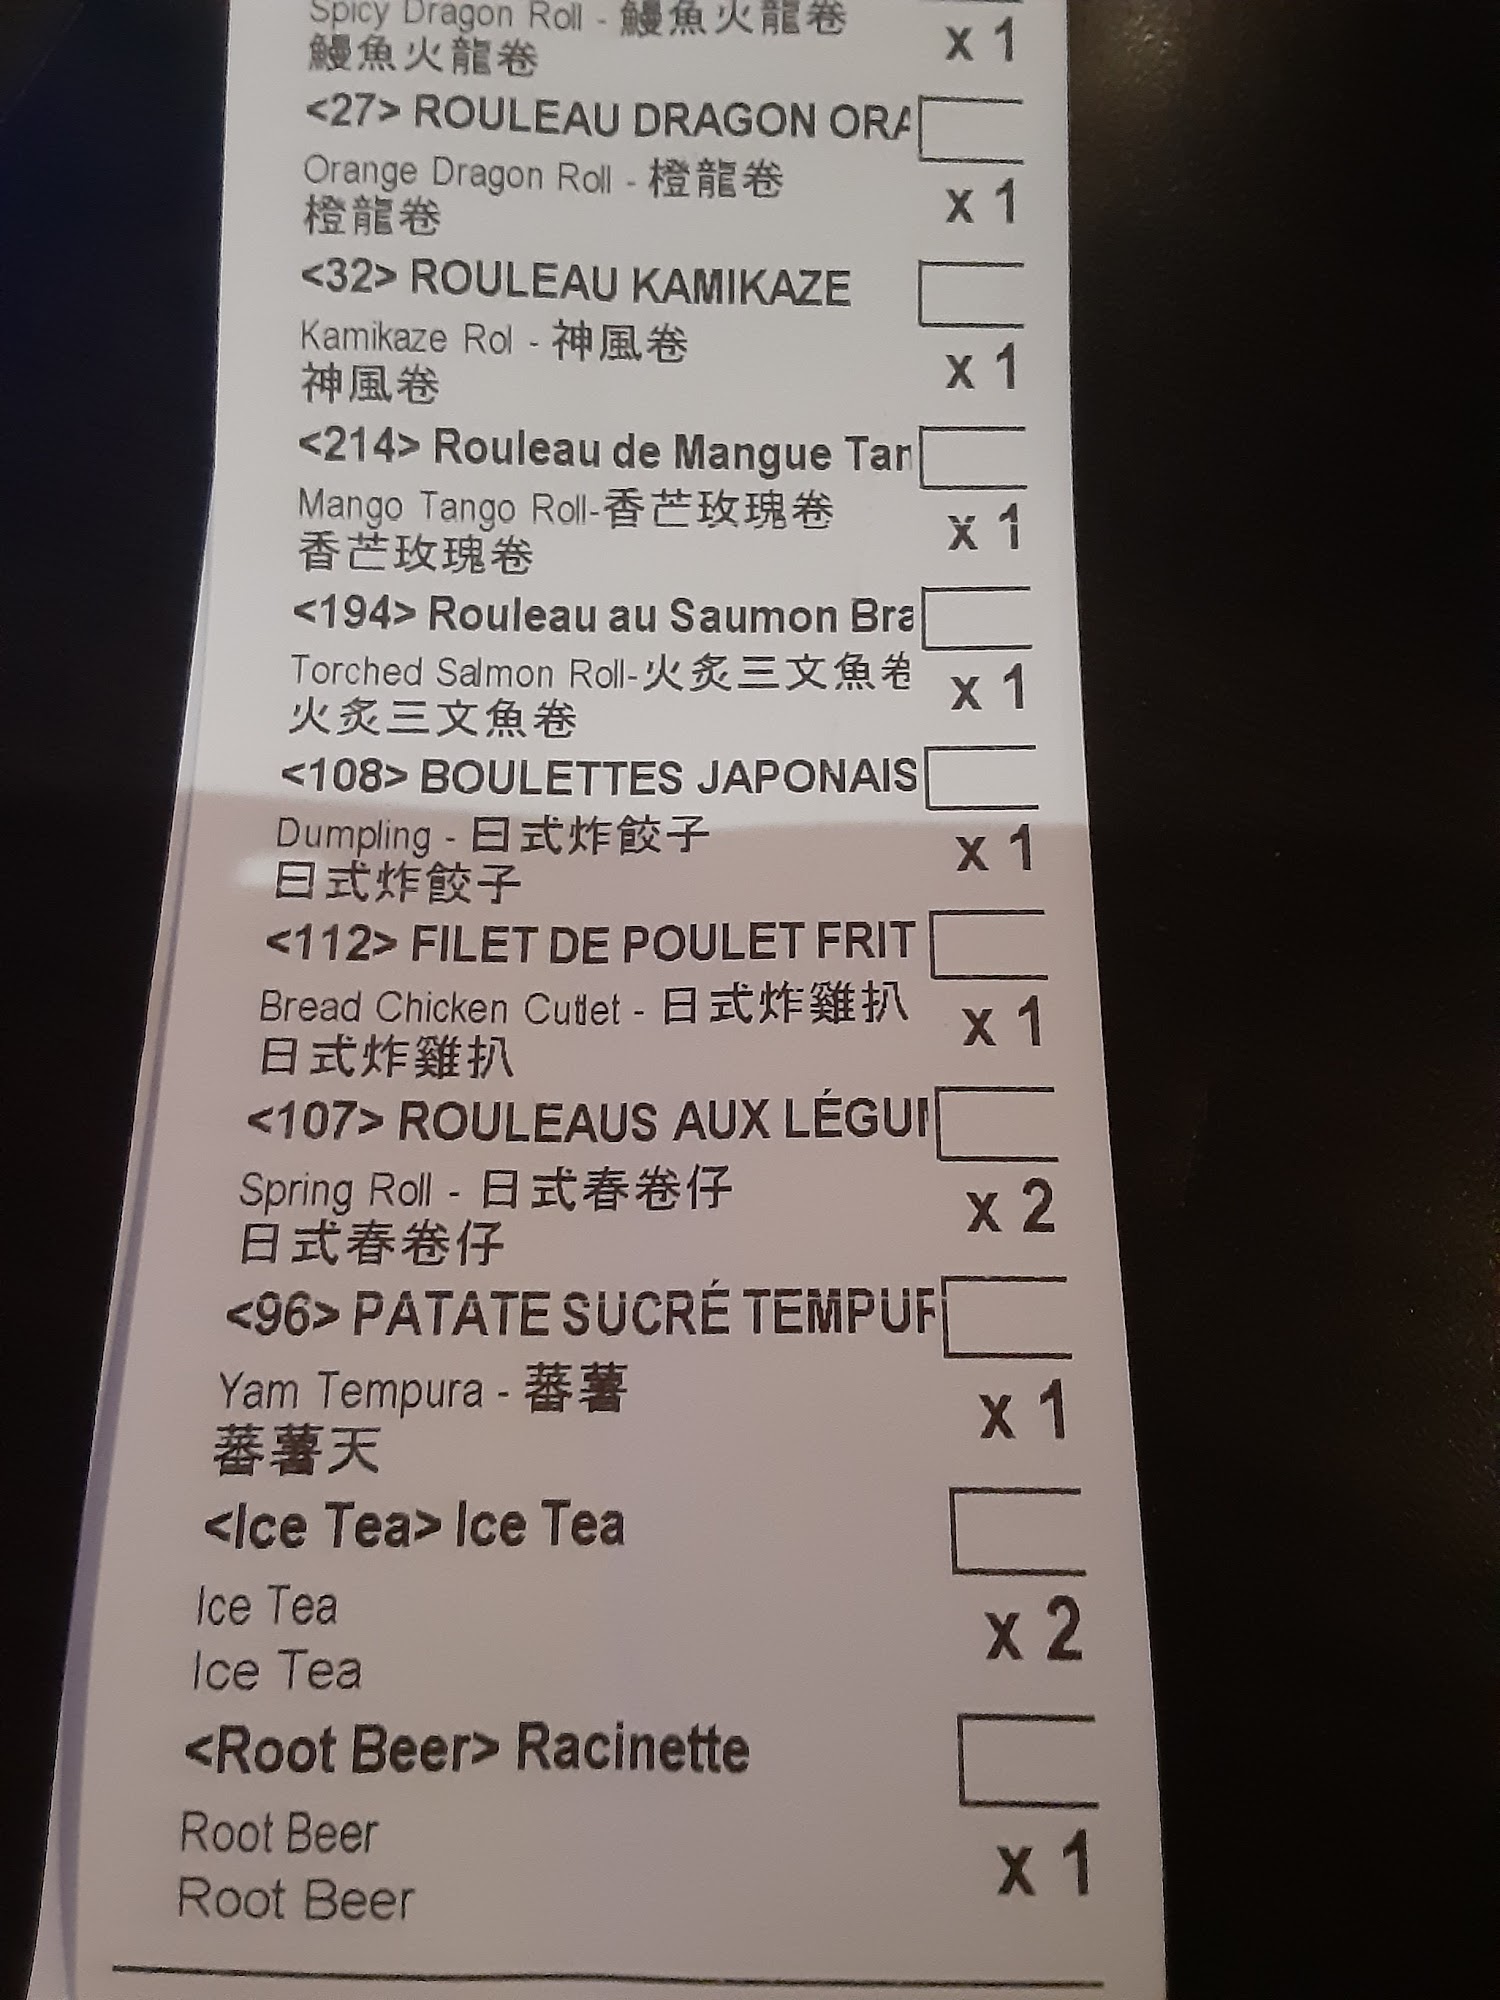 Spicy Dragon Roll - 鰻魚火龍卷
鰻魚火龍卷
x 1
<27> ROULEAU DRAGON ORA
Orange Dragon Roll - 橙龍卷
橙龍卷
x 1
<32> ROULEAU KAMIKAZE
Kamikaze Rol - 神風卷
神風卷
x 1
<214> Rouleau de Mangue Tan
Mango Tango Roll-香芒玫瑰卷
香芒玫瑰卷
x 1
<194> Rouleau au Saumon Bra
Torched Salmon Roll-火炙三文魚卷
火炙三文魚卷
x 1
<108> BOULETTES JAPONAIS
Dumpling - 日式炸餃子
日式炸餃子
x 1
<112> FILET DE POULET FRIT
Bread Chicken Cutlet - 日式炸雞扒
日式炸雞扒
x 1
<107> ROULEAUS AUX LÉGUM
Spring Roll - 日式春卷仔
日式春卷仔
x 2
<96> PATATE SUCRÉ TEMPUR
Yam Tempura - 蕃薯
蕃薯天
x 1
<Ice Tea> Ice Tea
Ice Tea
Ice Tea
x 2
<Root Beer> Racinette
Root Beer
Root Beer
x 1